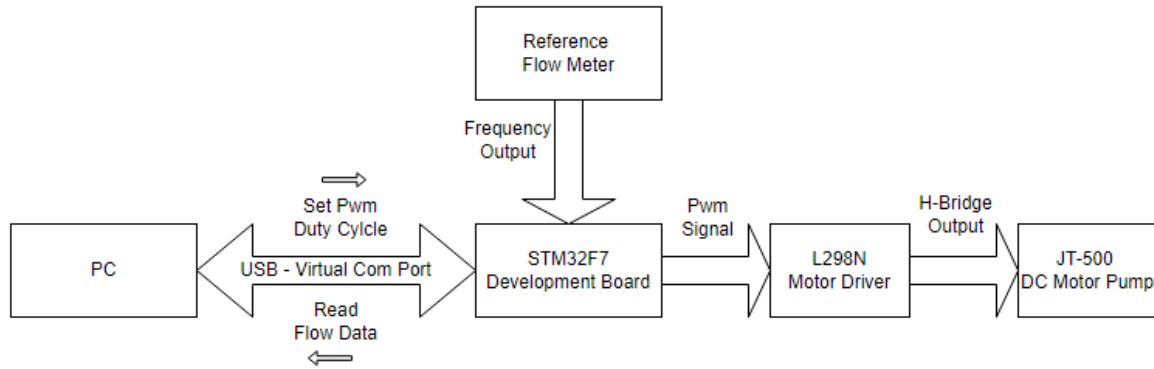 Reference
Flow Meter
Frequency
Output
Set Pwm
Duty Cylcle
PC
USB - Virtual Com Port
Read
Flow Data
STM32F7
Development Board
Pwm
Signal
L298N
Motor Driver
H-Bridge
Output
JT-500
DC Motor Pump